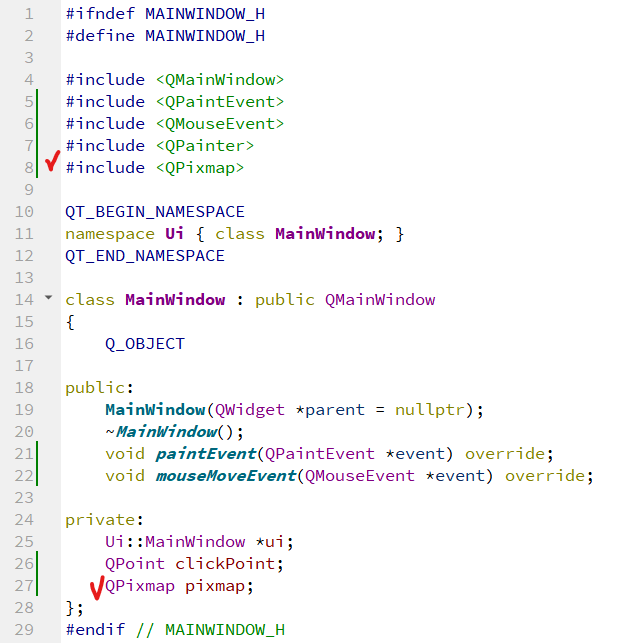 1 #ifndef MAINWINDOW_H
2 #define MAINWINDOW_H
3
4 #include <QMainWindow>
5 #include <QPaintEvent>
6 #include <QMouseEvent>
7 #include <QPainter>
8 #include <QPixmap>
9
10 QT_BEGIN_NAMESPACE
11 namespace Ui { class MainWindow; }
12 QT_END_NAMESPACE
13
14 class MainWindow : public QMainWindow
15 {
16     Q_OBJECT
17
18 public:
19     MainWindow(QWidget *parent = nullptr);
20     ~MainWindow();
21     void paintEvent(QPaintEvent *event) override;
22     void mouseMoveEvent(QMouseEvent *event) override;
23
24 private:
25     Ui::MainWindow *ui;
26     QPoint clickPoint;
27     QPixmap pixmap;
28 };
29 #endif // MAINWINDOW_H